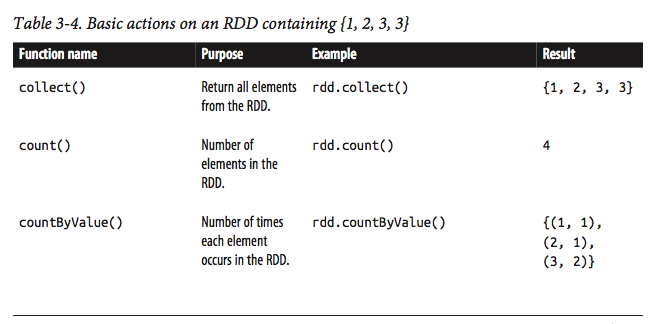 Table 3-4. Basic actions on an RDD containing {1, 2, 3, 3}
Function name Purpose Example Result
collect() Return all elements rdd.collect() {1, 2, 3, 3}
from the RDD.
count() Number of rdd.count() 4
elements in the
RDD.
countByValue() Number of times rdd.countByValue() {(1, 1),
each element (2, 1),
occurs in the RDD. (3, 2)}